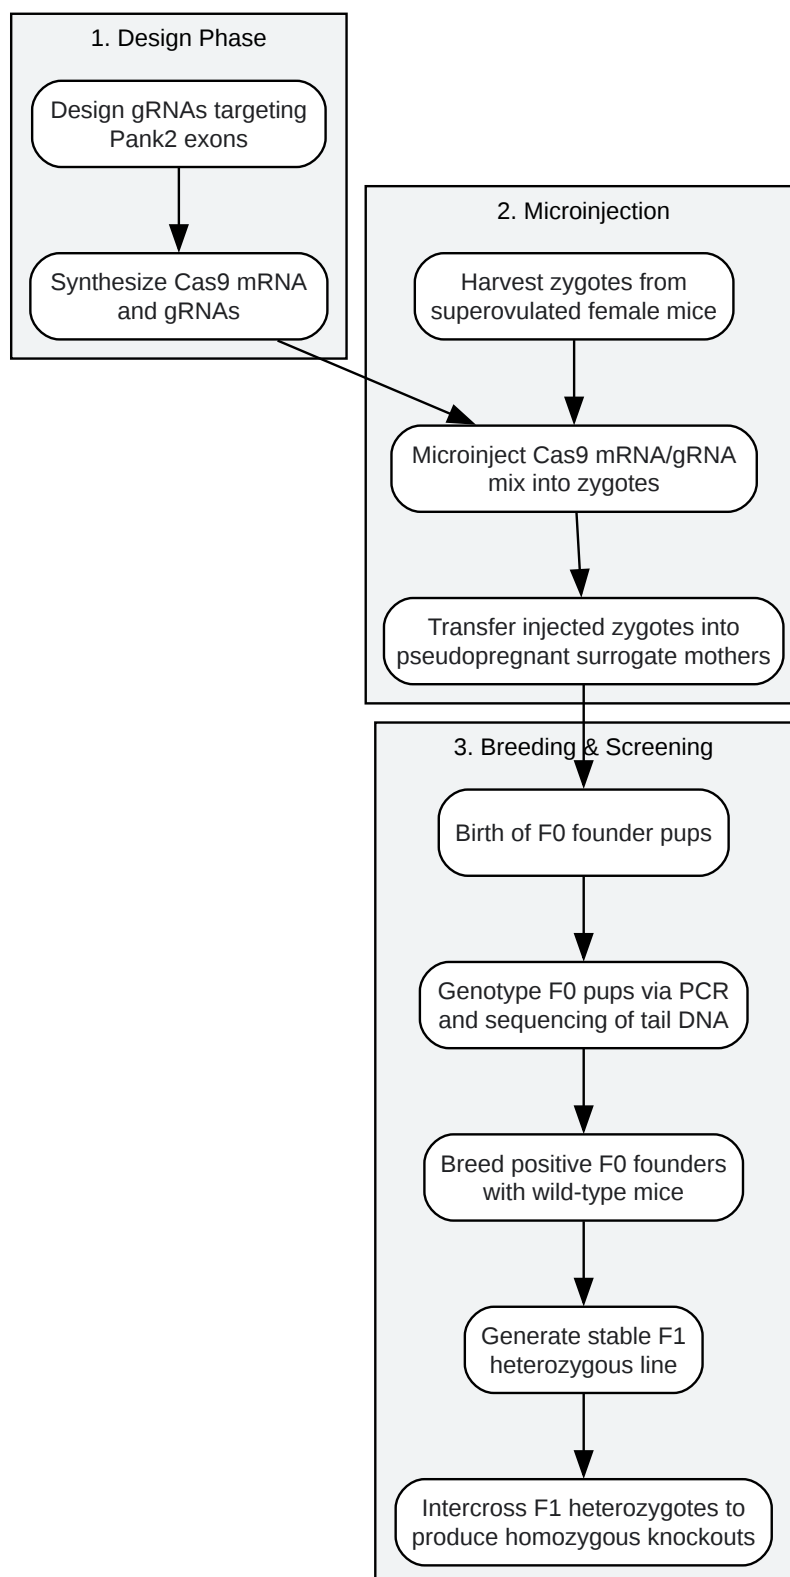 1. Design Phase
Design gRNAs targeting
Pank2 exons
Synthesize Cas9 mRNA
and gRNAs
2. Microinjection
Harvest zygotes from
superovulated female mice
Microinject Cas9 mRNA/gRNA
mix into zygotes
Transfer injected zygotes into
pseudopregnant surrogate mothers
3. Breeding & Screening
Birth of F0 founder pups
Genotype F0 pups via PCR
and sequencing of tail DNA
Breed positive F0 founders
with wild-type mice
Generate stable F1
heterozygous line
Intercross F1 heterozygotes to
produce homozygous knockouts